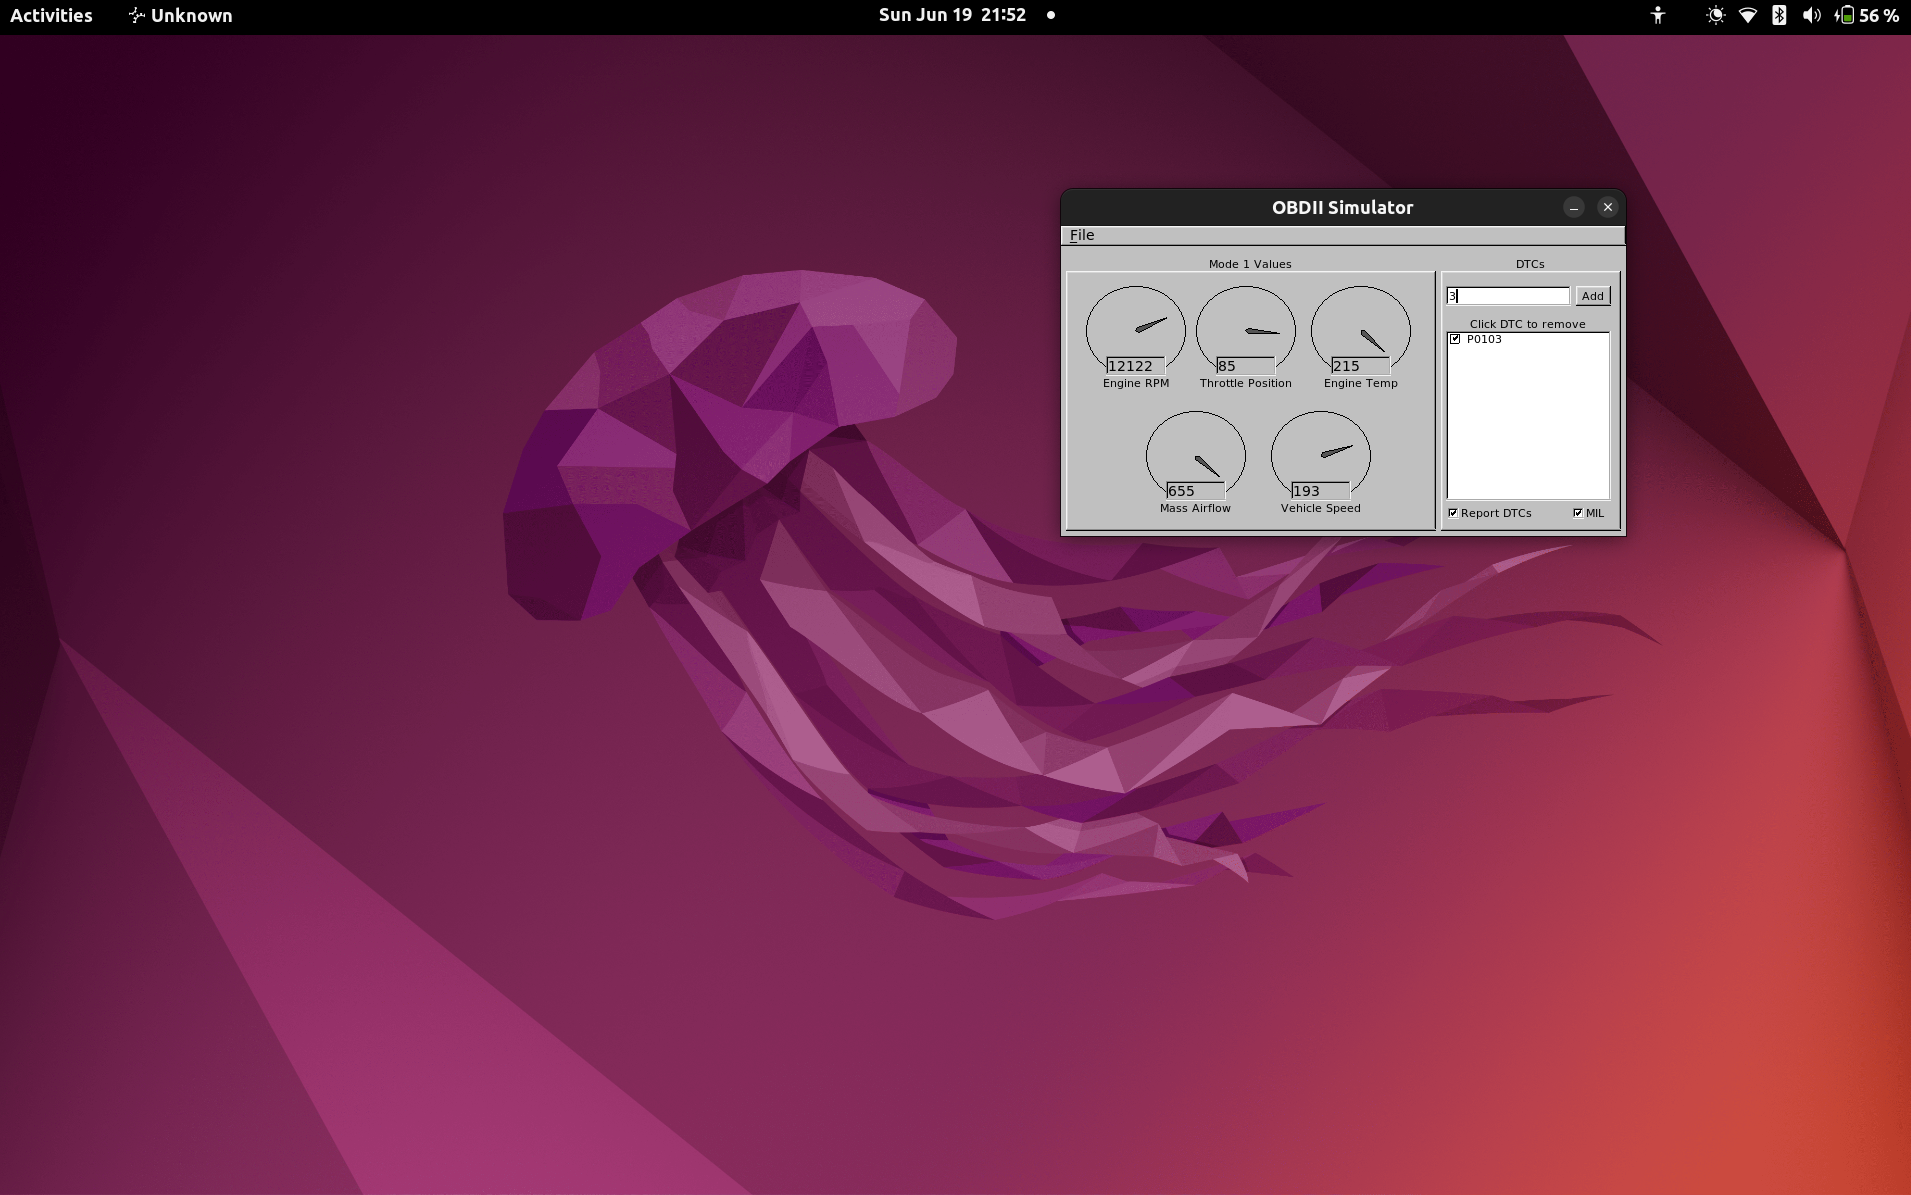 Activities Unknown Sun Jun 19 21:52 56 %
OBDII Simulator
File
Mode 1 Values
12122
Engine RPM
85
Throttle Position
215
Engine Temp
655
Mass Airflow
193
Vehicle Speed
DTCs
3 Add
Click DTC to remove
P0103
Report DTCs MIL